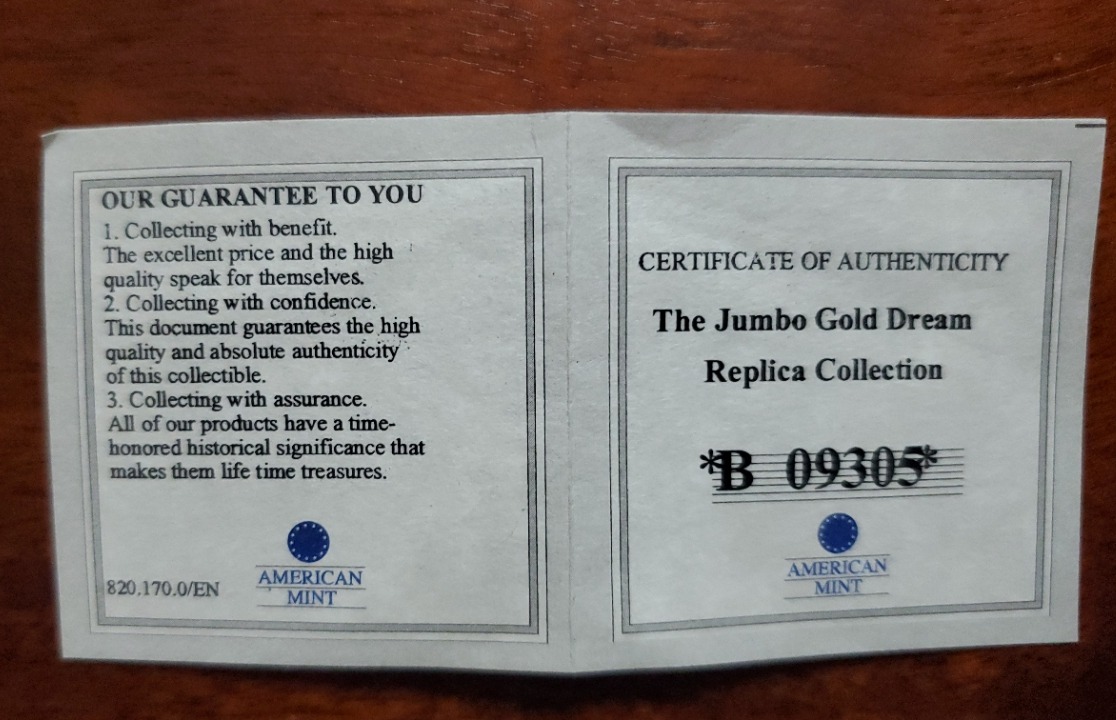 OUR GUARANTEE TO YOU
1. Collecting with benefit.
The excellent price and the high
quality speak for themselves.
2. Collecting with confidence.
This document guarantees the high
quality and absolute authenticity
of this collectible.
3. Collecting with assurance.
All of our products have a time-
honored historical significance that
makes them life time treasures.
820.170.0/EN
AMERICAN
MINT
CERTIFICATE OF AUTHENTICITY
The Jumbo Gold Dream
Replica Collection
*B 09305*
AMERICAN
MINT